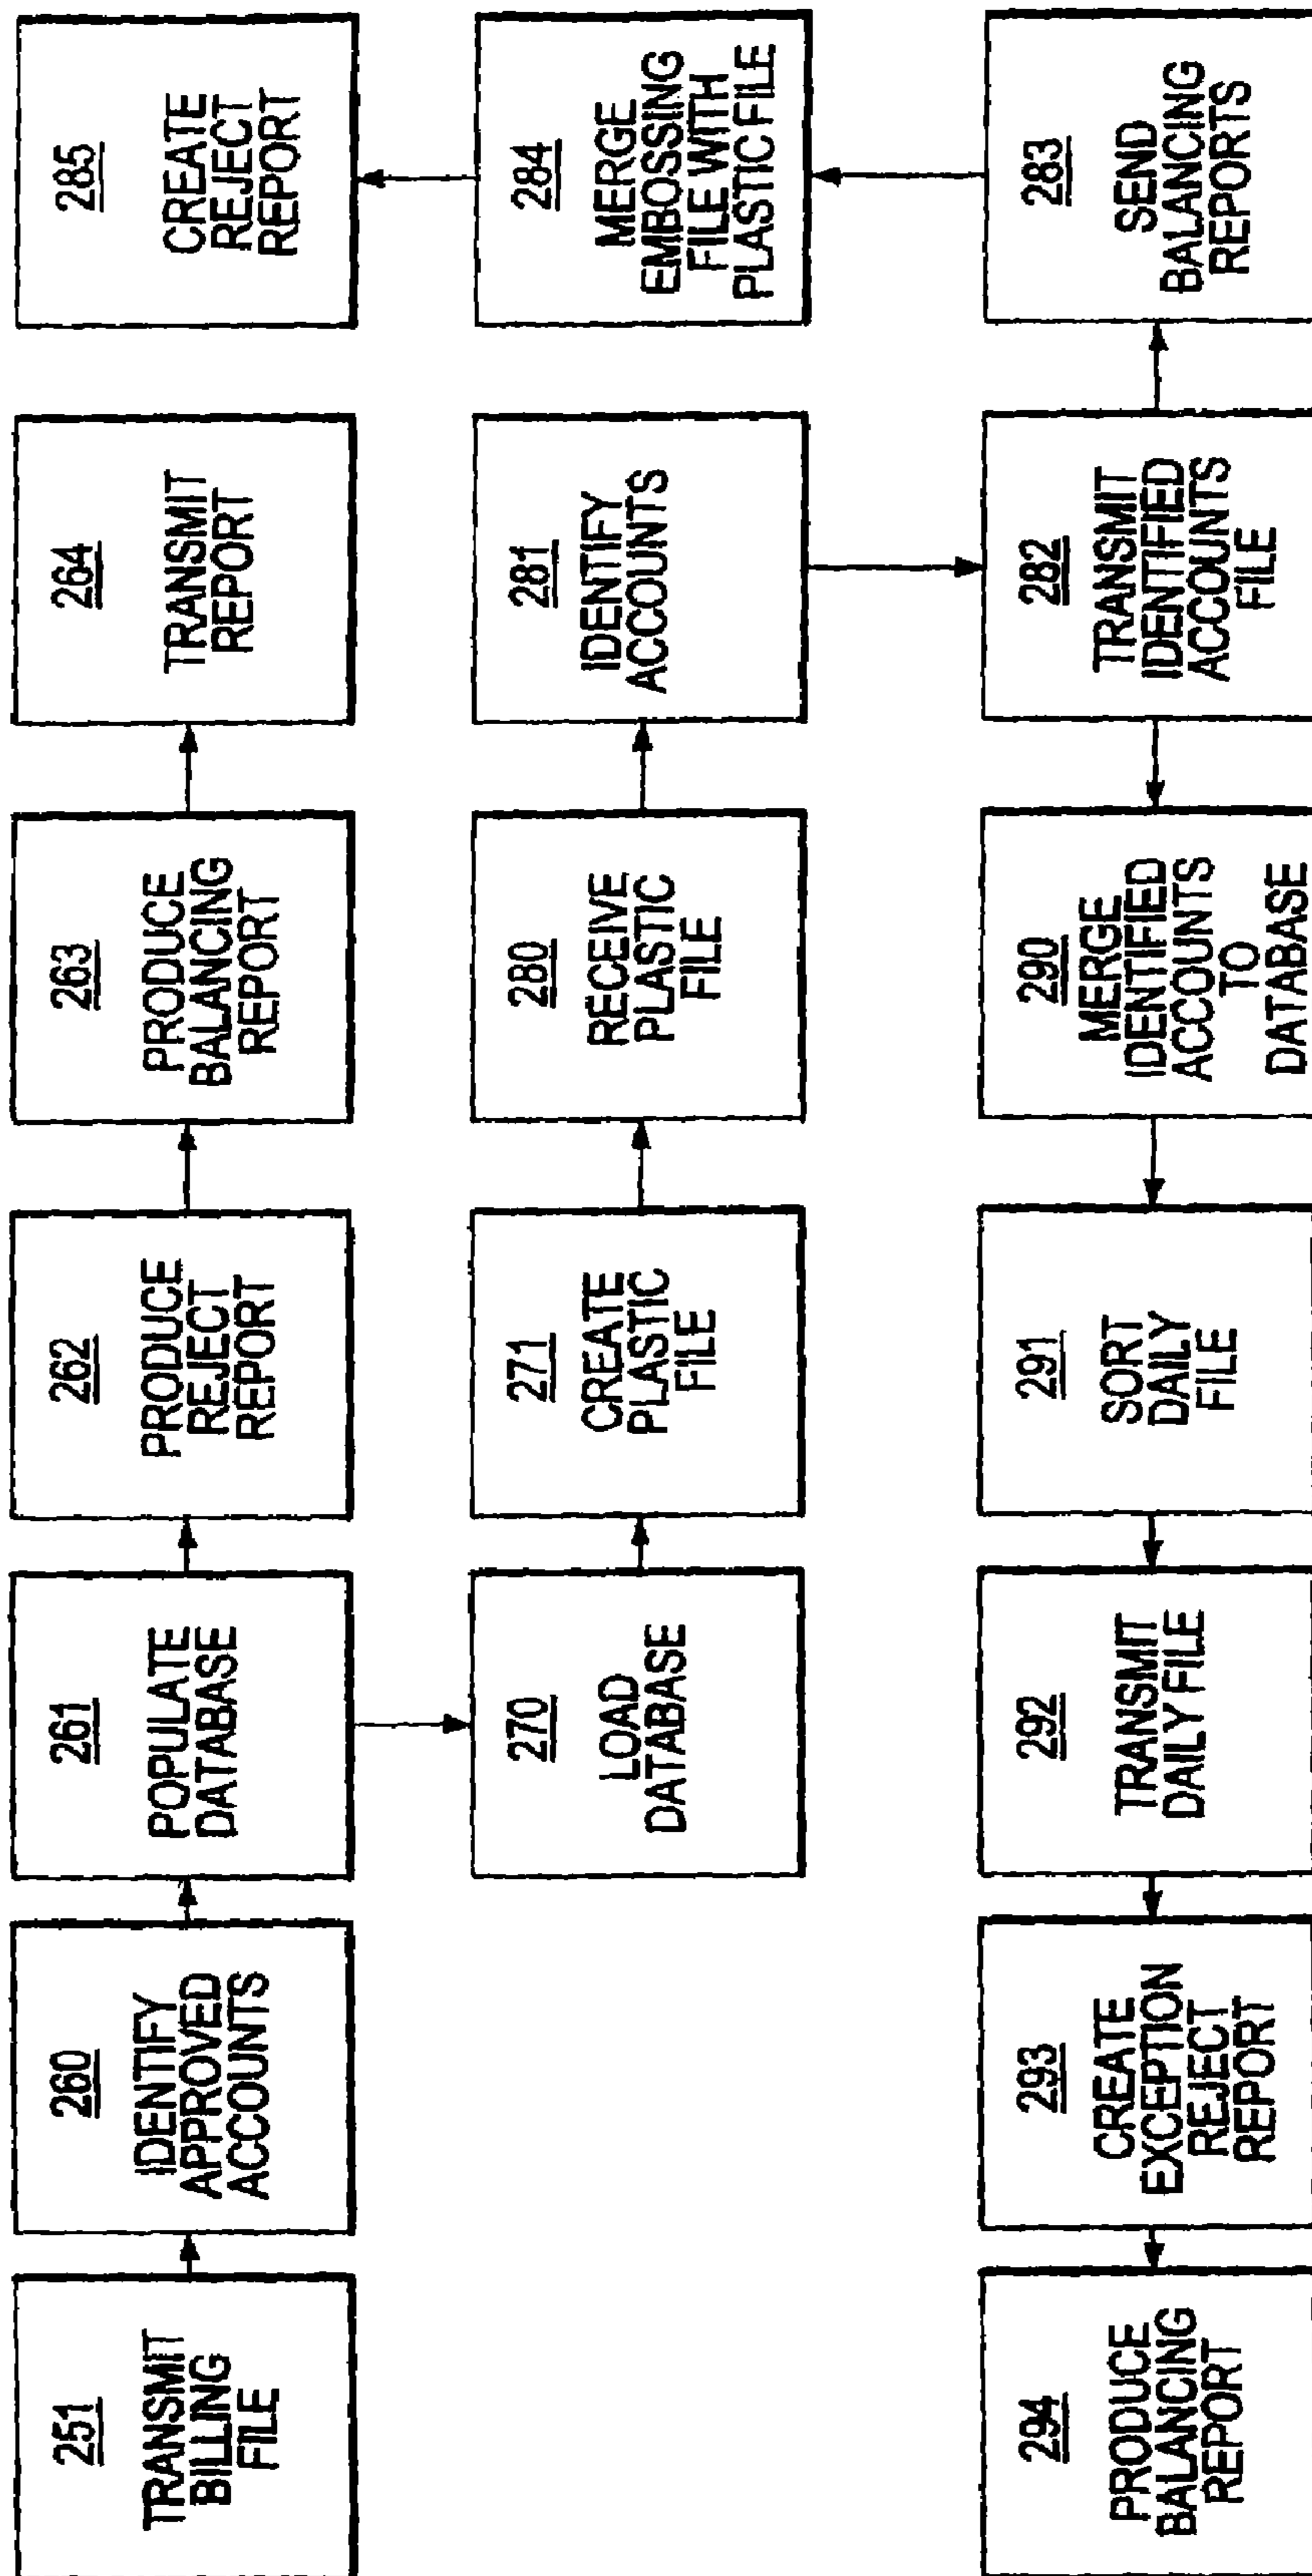 251
TRANSMIT
BILLING
FILE
260
IDENTIFY
APPROVED
ACCOUNTS
261
POPULATE
DATABASE
262
PRODUCE
REJECT
REPORT
263
PRODUCE
BALANCING
REPORT
264
TRANSMIT
REPORT
285
CREATE
REJECT
REPORT
270
LOAD
DATABASE
271
CREATE
PLASTIC
FILE
280
RECEIVE
PLASTIC
FILE
281
IDENTIFY
ACCOUNTS
284
MERGE
EMBOSSING
FILE WITH
PLASTIC FILE
294
PRODUCE
BALANCING
REPORT
293
CREATE
EXCEPTION
REJECT
REPORT
292
TRANSMIT
DAILY FILE
291
SORT
DAILY
FILE
290
MERGE
IDENTIFIED
ACCOUNTS
TO
DATABASE
282
TRANSMIT
IDENTIFIED
ACCOUNTS
FILE
283
SEND
BALANCING
REPORTS